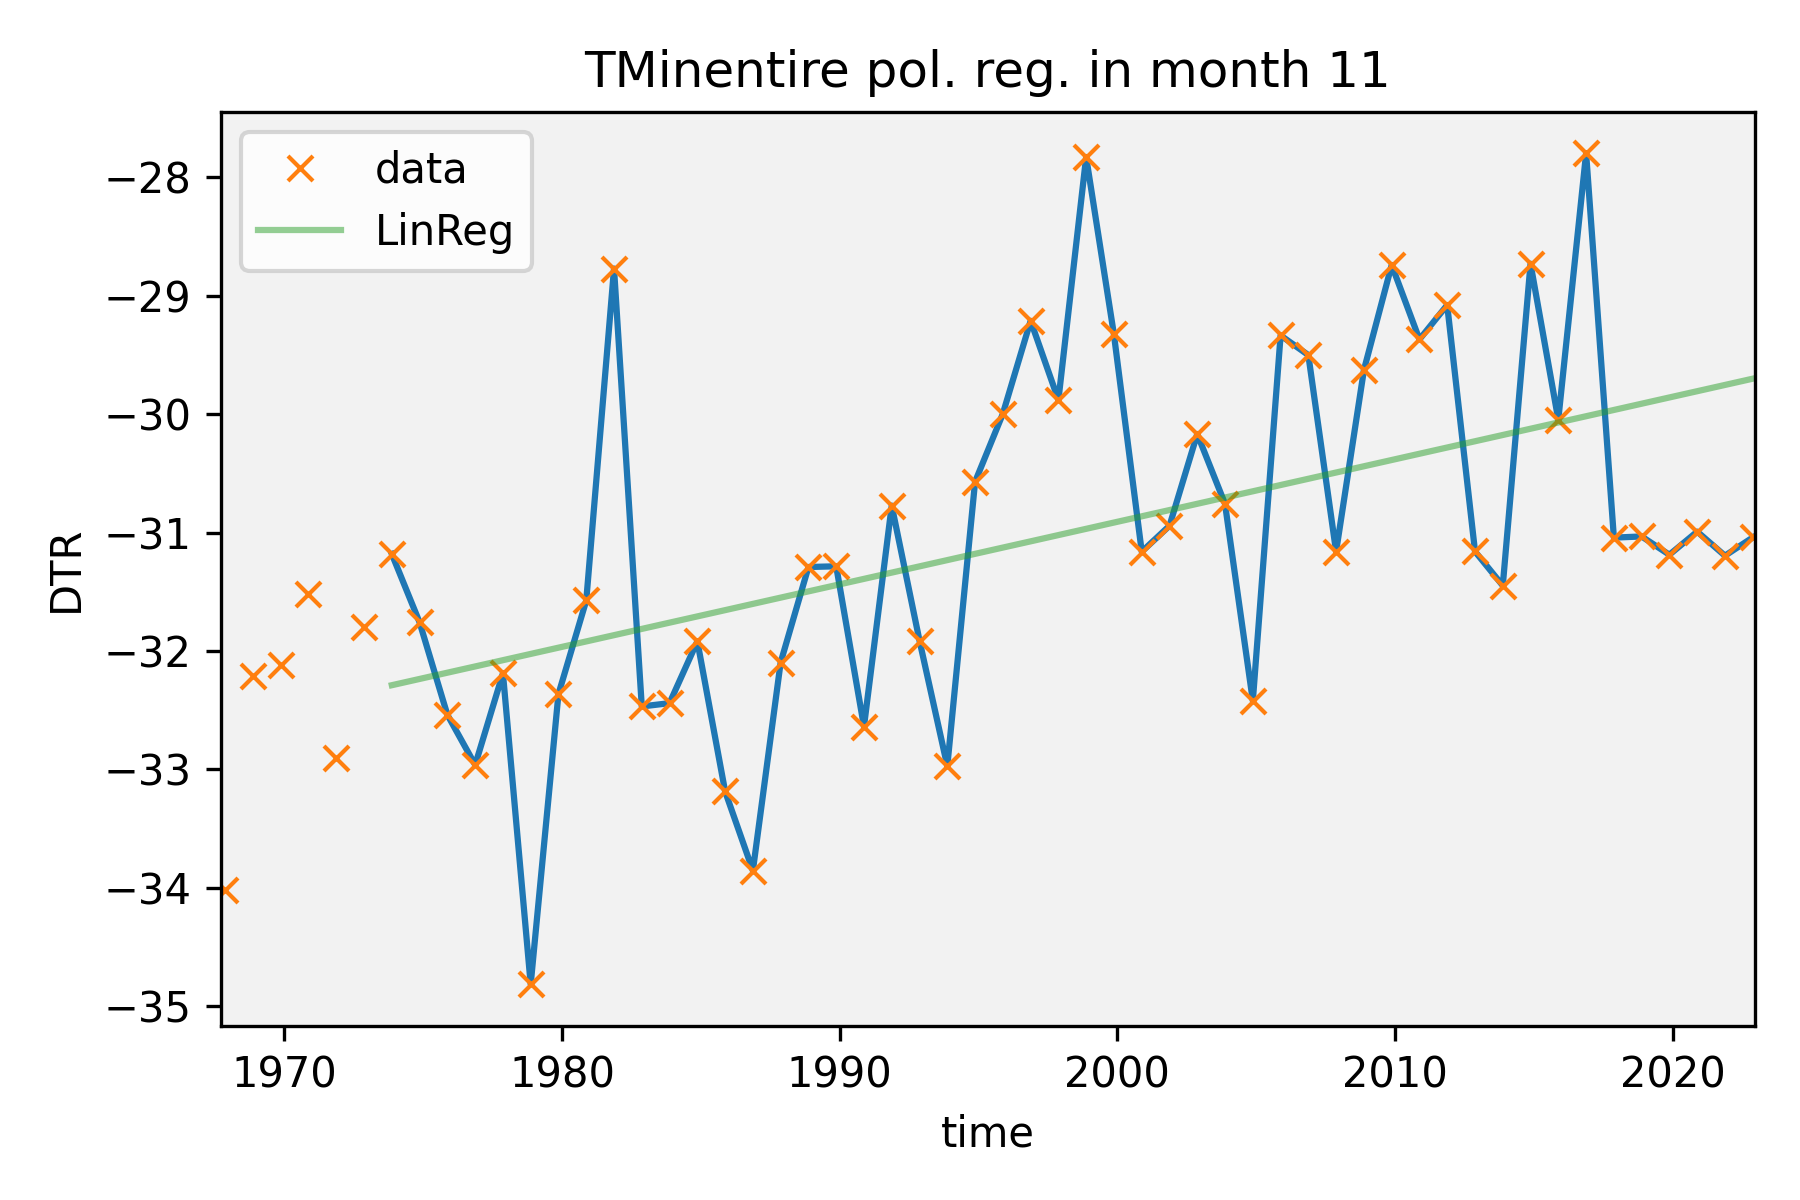 TMinentire pol. reg. in month 11
data
LinReg
−28
−29
−30
−31
−32
−33
−34
−35
DTR
1970 1980 1990 2000 2010 2020
time